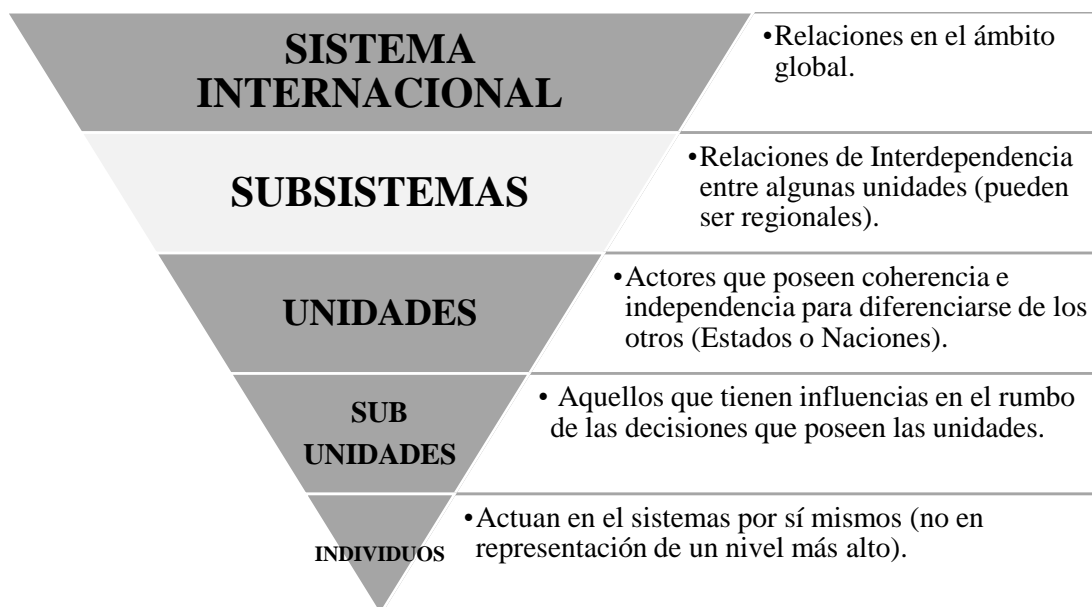 SISTEMA
INTERNACIONAL
•Relaciones en el ámbito
global.
SUBSISTEMAS
•Relaciones de Interdependencia
entre algunas unidades (pueden
ser regionales).
UNIDADES
•Actores que poseen coherencia e
independencia para diferenciarse de los
otros (Estados o Naciones).
SUB
UNIDADES
• Aquellos que tienen influencias en el rumbo
de las decisiones que poseen las unidades.
INDIVIDUOS
•Actuan en el sistemas por sí mismos (no en
representación de un nivel más alto).